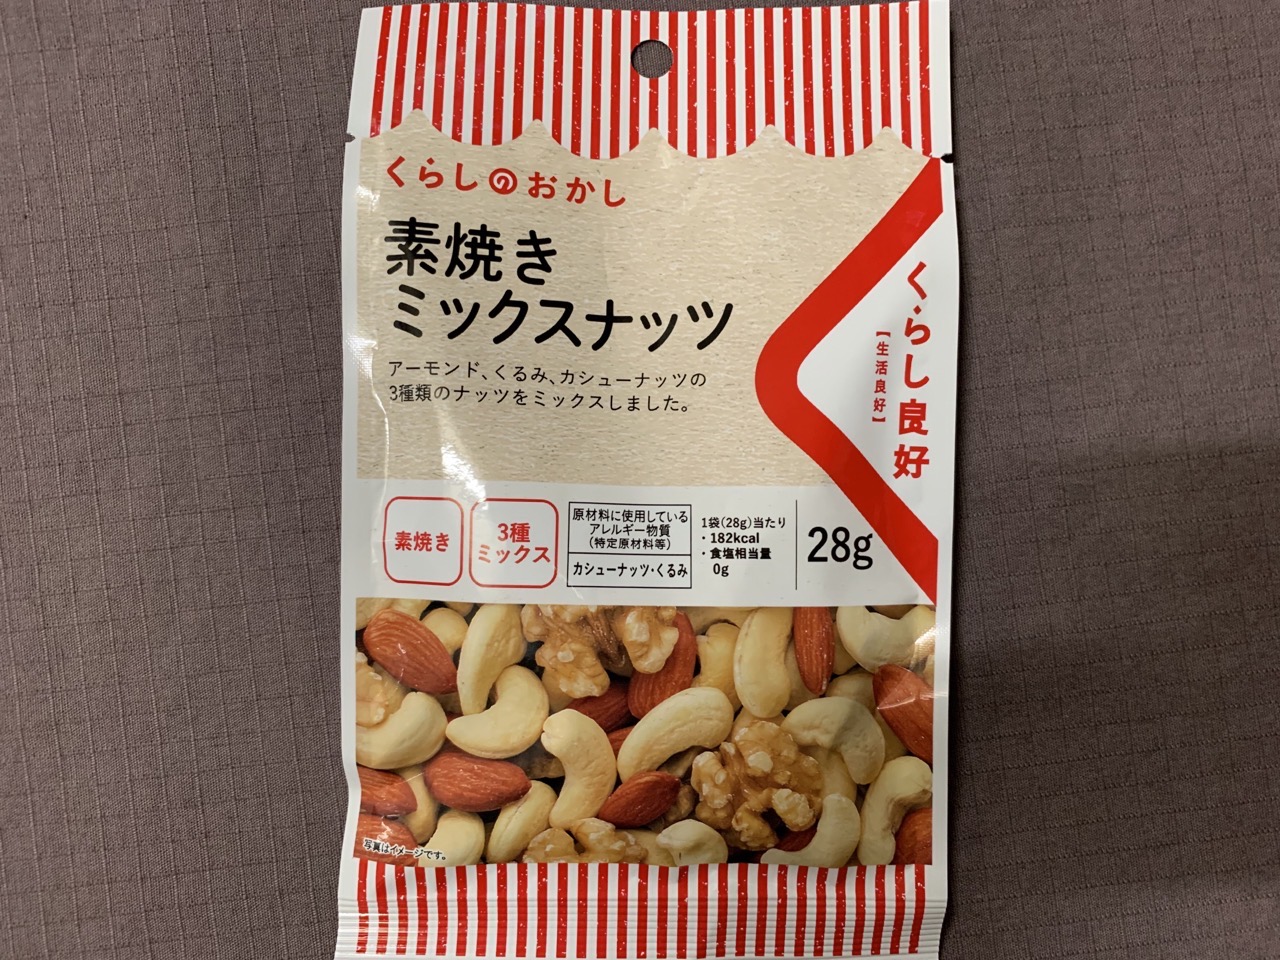 くらしのおかし
素焼き
ミックスナッツ
アーモンド、くるみ、カシューナッツの
3種類のナッツをミックスしました。
くらし良好
【生活良好】
素焼き
3種
ミックス
原材料に使用している
アレルギー物質
(特定原材料等)
カシューナッツ・くるみ
1袋(28g)当たり
・182kcal
・食塩相当量
0g
28g
写真はイメージです。